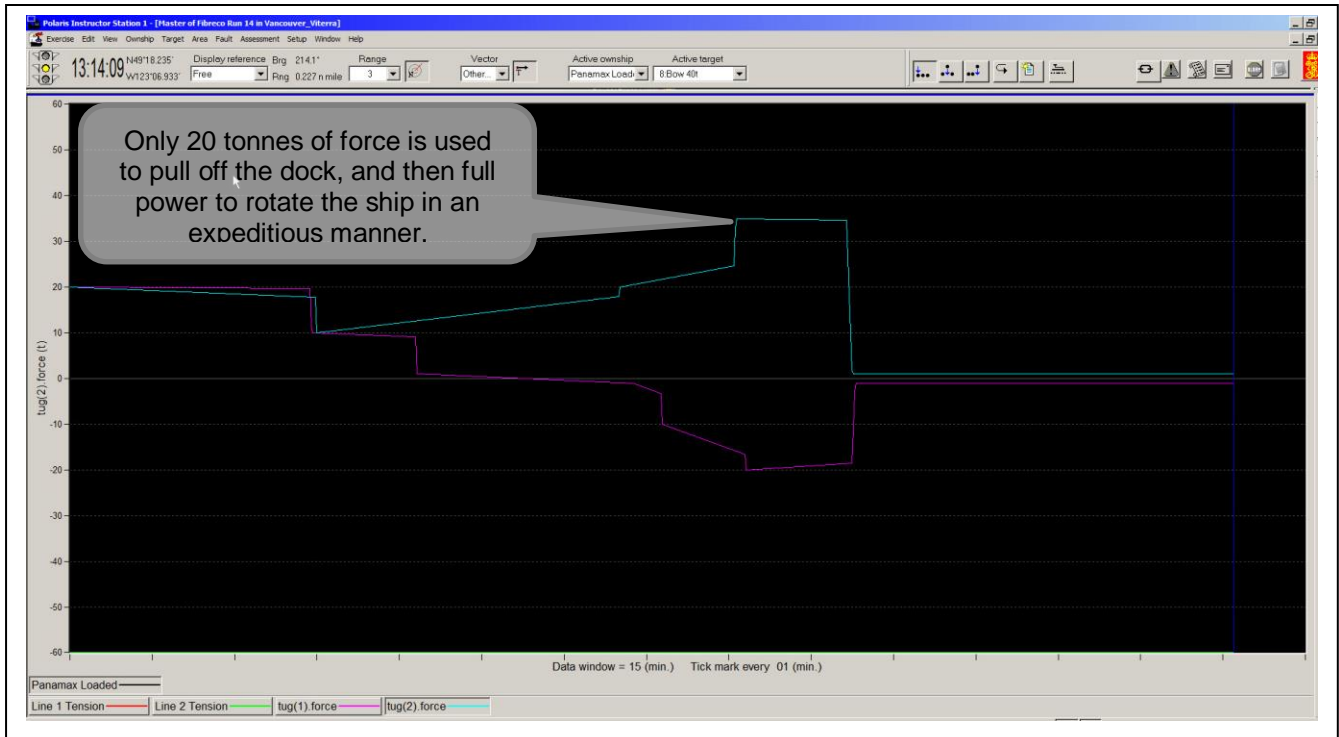 Polaris Instructor Station 1 - [Master of Fibreco Run 14 in Vancouver_Viterra]
Exercise Edit View Ownship Target Area Fault Assessment Setup Window Help
13:14:09
N49°18.235'
W123°06.933'
Display reference
Free
Brg 214.1°
Rng 0.227 n mile
Range
3
Vector
Other...
T
Active ownship
Panamax Load
Active target
8:Bow 40t
Only 20 tonnes of force is used
to pull off the dock, and then full
power to rotate the ship in an
expeditious manner.
60
50
40
30
20
10
0
-10
-20
-30
-40
-50
-60
tug(2).force (t)
Data window = 15 (min.) Tick mark every 01 (min.)
Panamax Loaded
Line 1 Tension
Line 2 Tension
tug(1).force
tug(2).force